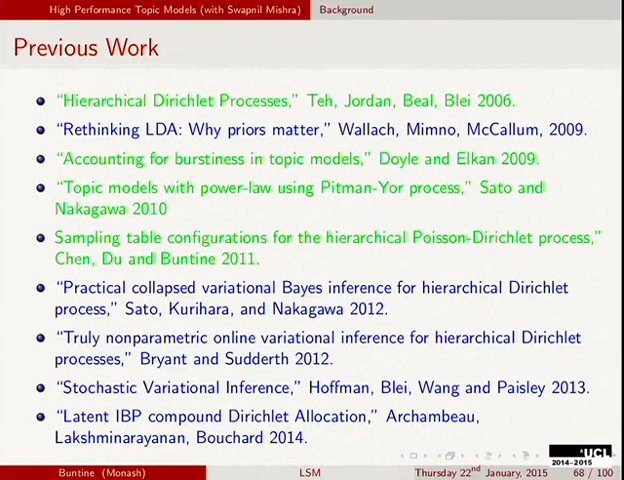 High Performance Topic Models (with Swapnil Mishra) Background
Previous Work
"Hierarchical Dirichlet Processes," Teh, Jordan, Beal, Blei 2006.
"Rethinking LDA: Why priors matter," Wallach, Mimno, McCallum, 2009.
"Accounting for burstiness in topic models," Doyle and Elkan 2009.
"Topic models with power-law using Pitman-Yor process," Sato and
Nakagawa 2010
Sampling table configurations for the hierarchical Poisson-Dirichlet process,"
Chen, Du and Buntine 2011.
"Practical collapsed variational Bayes inference for hierarchical Dirichlet
process," Sato, Kurihara, and Nakagawa 2012.
"Truly nonparametric online variational inference for hierarchical Dirichlet
processes," Bryant and Sudderth 2012.
"Stochastic Variational Inference," Hoffman, Blei, Wang and Paisley 2013.
"Latent IBP compound Dirichlet Allocation," Archambeau,
Lakshminarayanan, Bouchard 2014.
UCL
2014-2015
Buntine (Monash) LSM Thursday 22nd January, 2015 68 / 100